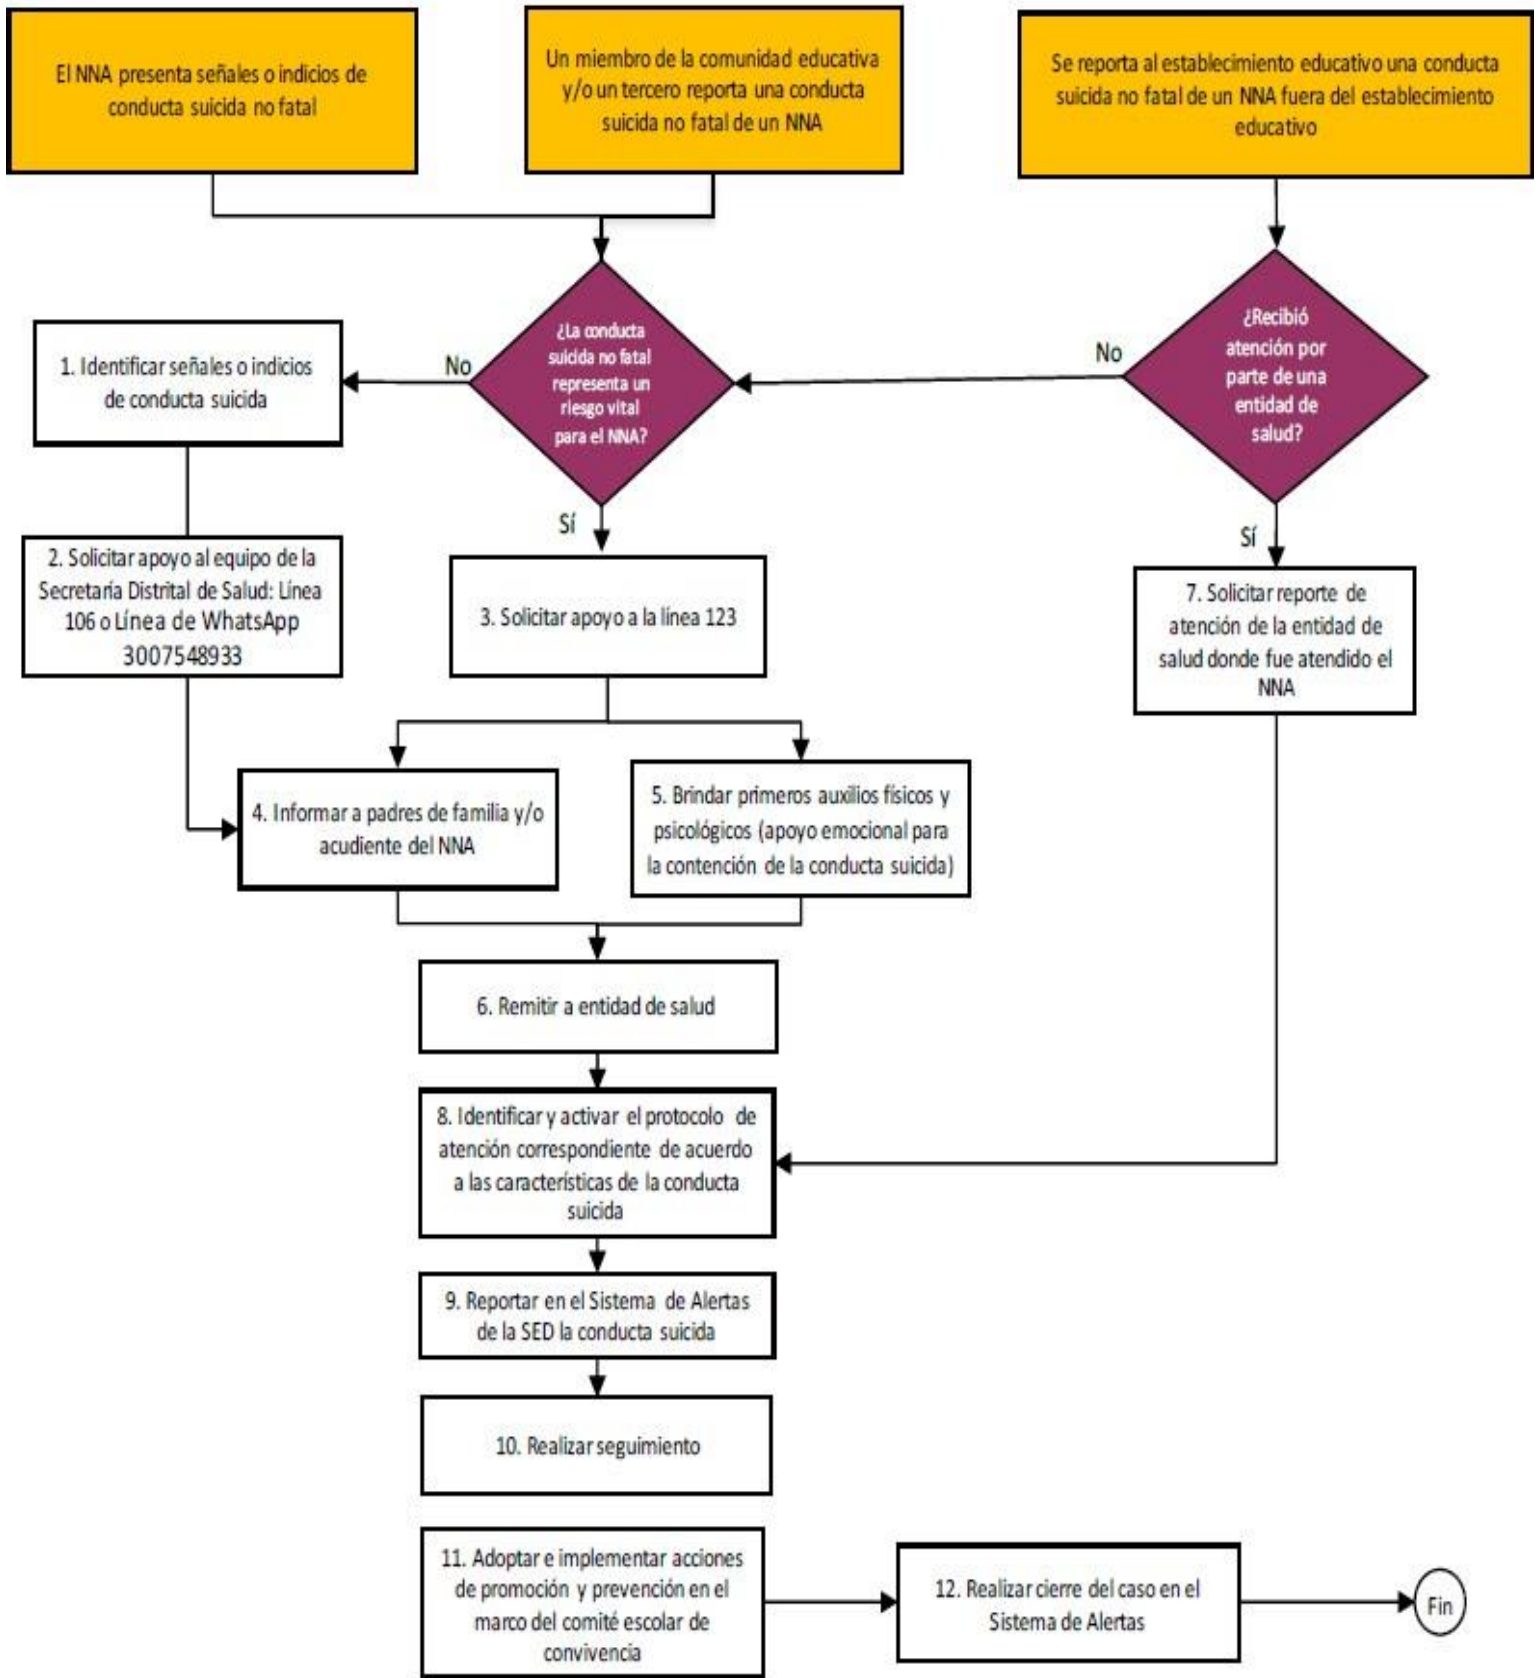 El NNA presenta señales o indicios de
conducta suicida no fatal
Un miembro de la comunidad educativa
y/o un tercero reporta una conducta
suicida no fatal de un NNA
Se reporta al establecimiento educativo una conducta
suicida no fatal de un NNA fuera del establecimiento
educativo
¿La conducta
suicida no fatal
representa un
riesgo vital
para el NNA?
¿Recibió
atención por
parte de una
entidad de
salud?
No
No
1. Identificar señales o indicios
de conducta suicida
Sí
Sí
2. Solicitar apoyo al equipo de la
Secretaría Distrital de Salud: Línea
106 o Línea de WhatsApp
3007548933
3. Solicitar apoyo a la línea 123
7. Solicitar reporte de
atención de la entidad de
salud donde fue atendido el
NNA
4. Informar a padres de familia y/o
acudiente del NNA
5. Brindar primeros auxilios físicos y
psicológicos (apoyo emocional para
la contención de la conducta suicida)
6. Remitir a entidad de salud
8. Identificar y activar el protocolo de
atención correspondiente de acuerdo
a las características de la conducta
suicida
9. Reportar en el Sistema de Alertas
de la SED la conducta suicida
10. Realizar seguimiento
11. Adoptar e implementar acciones
de promoción y prevención en el
marco del comité escolar de
convivencia
12. Realizar cierre del caso en el
Sistema de Alertas
Fin